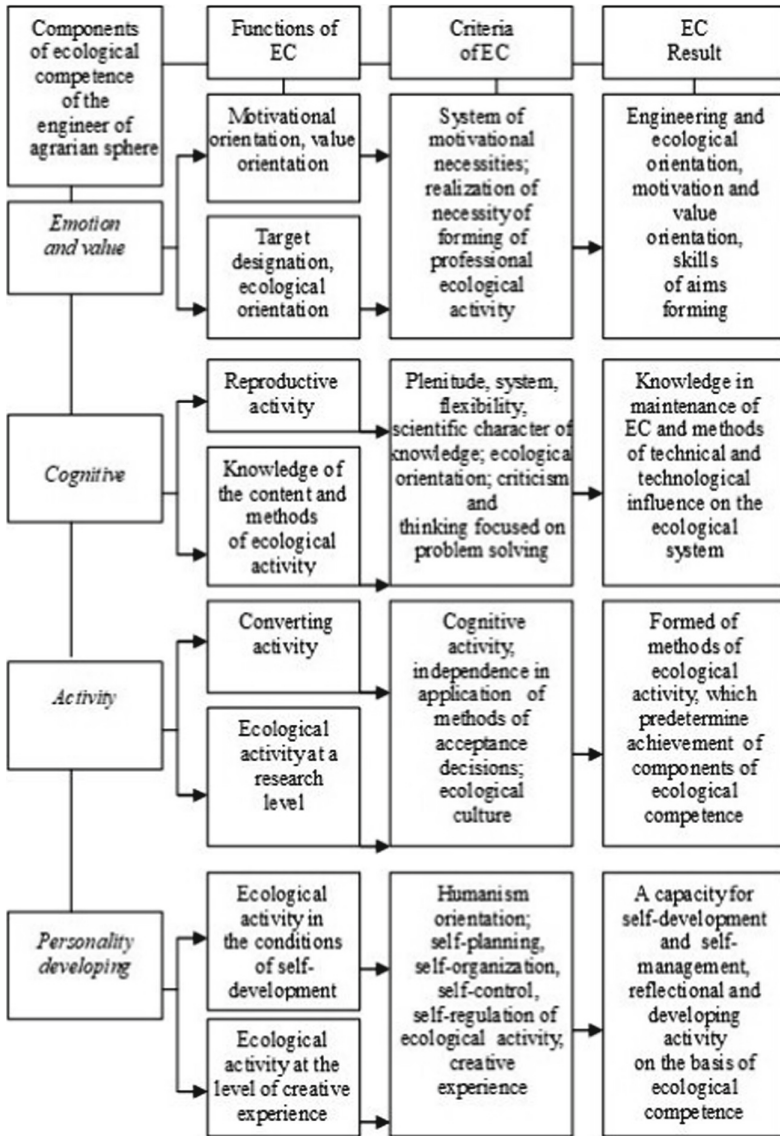 Components
of ecological
competence
of the
engineer of
agrarian sphere
Functions of
EC
Criteria
of EC
EC
Result
Emotion
and value
Motivational
orientation, value
orientation
Target
designation,
ecological
orientation
System of
motivational
necessities;
realization of
necessity of
forming of
professional
ecological
activity
Engineering and
ecological
orientation,
motivation and
value
orientation,
skills
of aims
forming
Cognitive
Reproductive
activity
Knowledge of
the content and
methods
of ecological
activity
Plenitude, system,
flexibility,
scientific character of
knowledge; ecological
orientation; criticism
and
thinking focused on
problem solving
Knowledge in
maintenance of
EC and methods
of technical and
technological
influence on the
ecological
system
Activity
Converting
activity
Ecological
activity at a
research
level
Cognitive
activity,
independence in
application of
methods of
acceptance
decisions;
ecological
culture
Formed of
methods of
ecological
activity, which
predetermine
achievement of
components of
ecological
competence
Personality
developing
Ecological
activity in
the conditions
of self-
development
Ecological
activity at the
level of creative
experience
Humanism
orientation;
self-planning,
self-organization,
self-control,
self-regulation of
ecological activity,
creative
experience
A capacity for
self-development
and self-
management,
reflectional and
developing
activity
on the basis of
ecological
competence